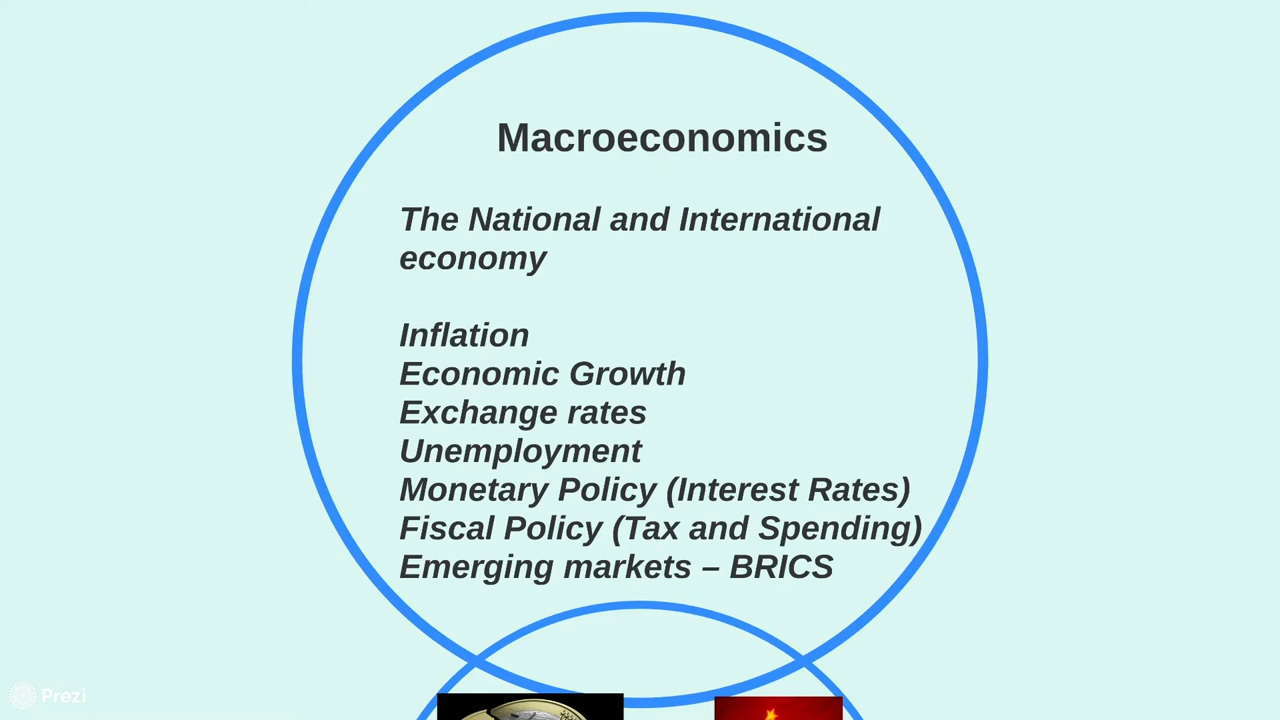 Macroeconomics
The National and International
economy
Inflation
Economic Growth
Exchange rates
Unemployment
Monetary Policy (Interest Rates)
Fiscal Policy (Tax and Spending)
Emerging markets – BRICS
Prezi